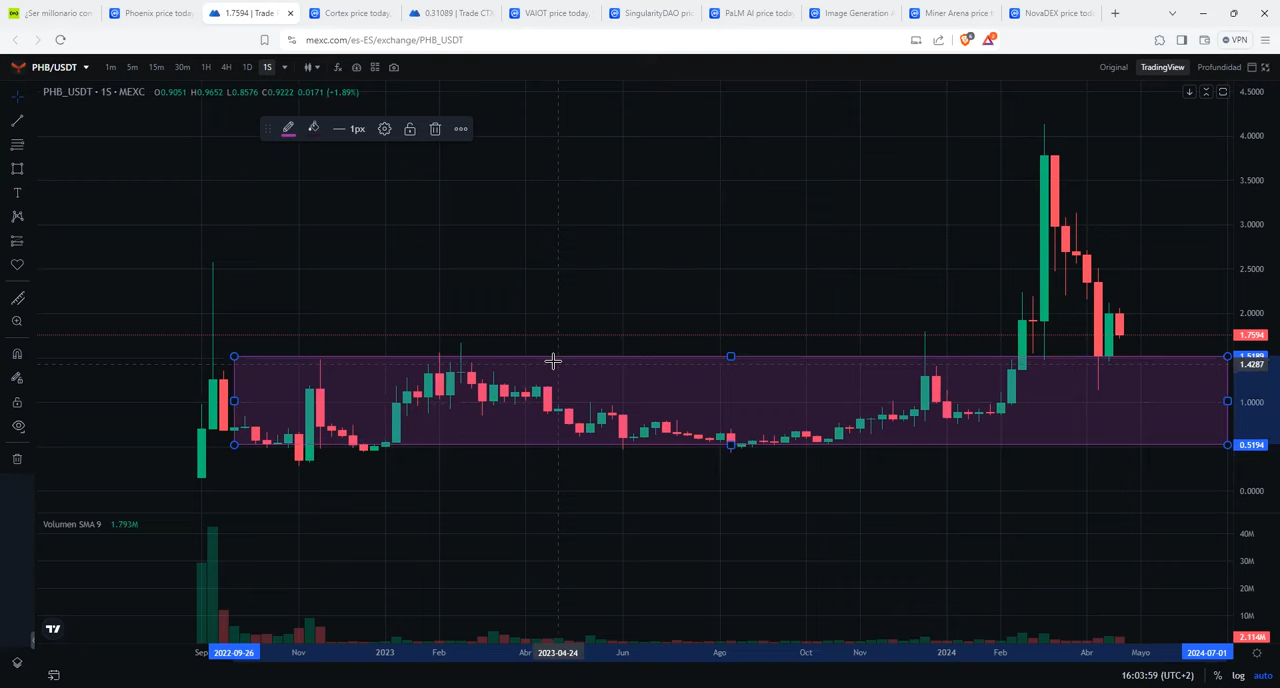 ¿Ser millonario con
Phoenix price today
1.7594 | Trade
Cortex price today,
0.31089 | Trade CTX
VAIOT price today,
SingularityDAO pric
PaLM AI price today
Image Generation A
Miner Arena price t
NovaDEX price tod
mexc.com/es-ES/exchange/PHB_USDT
VPN
PHB/USDT 1m 5m 15m 30m 1H 4H 1D 1S Original TradingView Profundidad
PHB_USDT · 1S · MEXC O0.9051 H0.9652 L0.8576 C0.9222 0.0171 (-1.89%)
1px
4.5000
4.0000
3.5000
3.0000
2.5000
2.0000
1.7594
1.5189
1.4287
1.0000
0.5194
0.0000
Volumen SMA 9 1.793M
40M
30M
20M
10M
2.114M
Sep 2022-09-26 Nov 2023 Feb Abr 2023-04-24 Jun Ago Oct Nov 2024 Feb Abr Mayo 2024-07-01
16:03:59 (UTC+2) % log auto